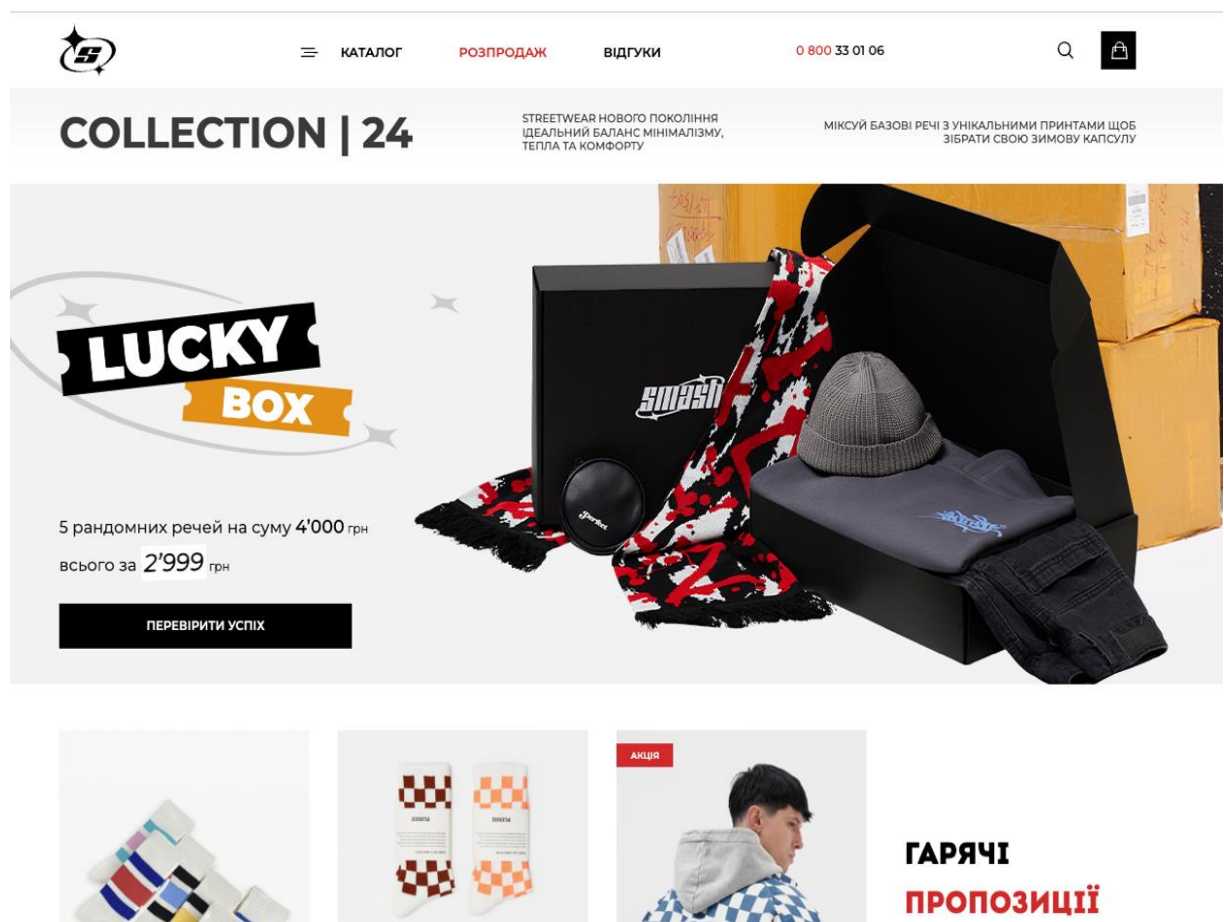 S
КАТАЛОГ
РОЗПРОДАЖ
ВІДГУКИ
0 800 33 01 06
COLLECTION | 24
STREETWEAR НОВОГО ПОКОЛІННЯ
ІДЕАЛЬНИЙ БАЛАНС МІНІМАЛІЗМУ,
ТЕПЛА ТА КОМФОРТУ
МІКСУЙ БАЗОВІ РЕЧІ З УНІКАЛЬНИМИ ПРИНТАМИ ЩОБ
ЗІБРАТИ СВОЮ ЗИМОВУ КАПСУЛУ
LUCKY
BOX
smash
5 рандомних речей на суму 4’000 грн
всього за 2’999 грн
ПЕРЕВІРИТИ УСПІХ
АКЦІЯ
ГАРЯЧІ
ПРОПОЗИЦІЇ